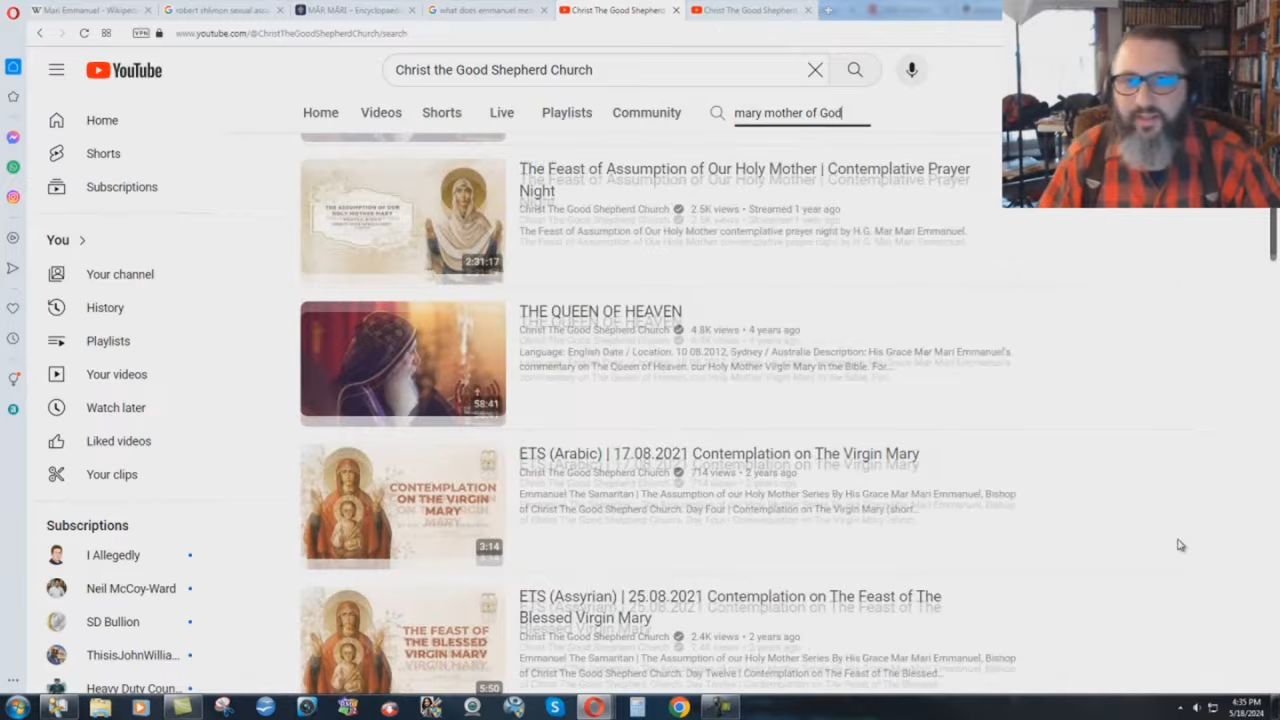 Mari Emmanuel - Wikiped
robert shlimon sexual ass
MĀR MĀRI – Encyclopaed
what does emmanuel me
Christ The Good Shepherd
Christ The Good Shepherd
VPN
www.youtube.com/@ChristTheGoodShepherdChurch/search
YouTube
Christ the Good Shepherd Church
Home
Videos
Shorts
Live
Playlists
Community
mary mother of God
Home
Shorts
Subscriptions
You
Your channel
History
Playlists
Your videos
Watch later
Liked videos
Your clips
Subscriptions
I Allegedly
Neil McCoy-Ward
SD Bullion
ThisisJohnWillia...
Heavy Duty Coun...
THE ASSUMPTION OF OUR
HOLY MOTHER MARY
2:31:17
The Feast of Assumption of Our Holy Mother | Contemplative Prayer
Night
Christ The Good Shepherd Church
2.5K views • Streamed 1 year ago
The Feast of Assumption of Our Holy Mother contemplative prayer night by H.G. Mar Mari Emmanuel.
58:41
THE QUEEN OF HEAVEN
Christ The Good Shepherd Church
4.8K views • 4 years ago
Language: English Date / Location: 10.08.2012, Sydney / Australia Description: His Grace Mar Mari Emmanuel's
commentary on The Queen of Heaven, our Holy Mother Virgin Mary in the Bible. For...
CONTEMPLATION
ON THE VIRGIN
MARY
3:14
ETS (Arabic) | 17.08.2021 Contemplation on The Virgin Mary
Christ The Good Shepherd Church
714 views • 2 years ago
Emmanuel The Samaritan | The Assumption of our Holy Mother Series By His Grace Mar Mari Emmanuel, Bishop
of Christ The Good Shepherd Church. Day Four | Contemplation on The Virgin Mary (short...
THE FEAST OF
THE BLESSED
VIRGIN MARY
5:50
ETS (Assyrian) | 25.08.2021 Contemplation on The Feast of The
Blessed Virgin Mary
Christ The Good Shepherd Church
2.4K views • 2 years ago
Emmanuel The Samaritan | The Assumption of our Holy Mother Series By His Grace Mar Mari Emmanuel, Bishop
of Christ The Good Shepherd Church. Day Twelve | Contemplation on The Feast of The Blessed...
4:35 PM
5/18/2024